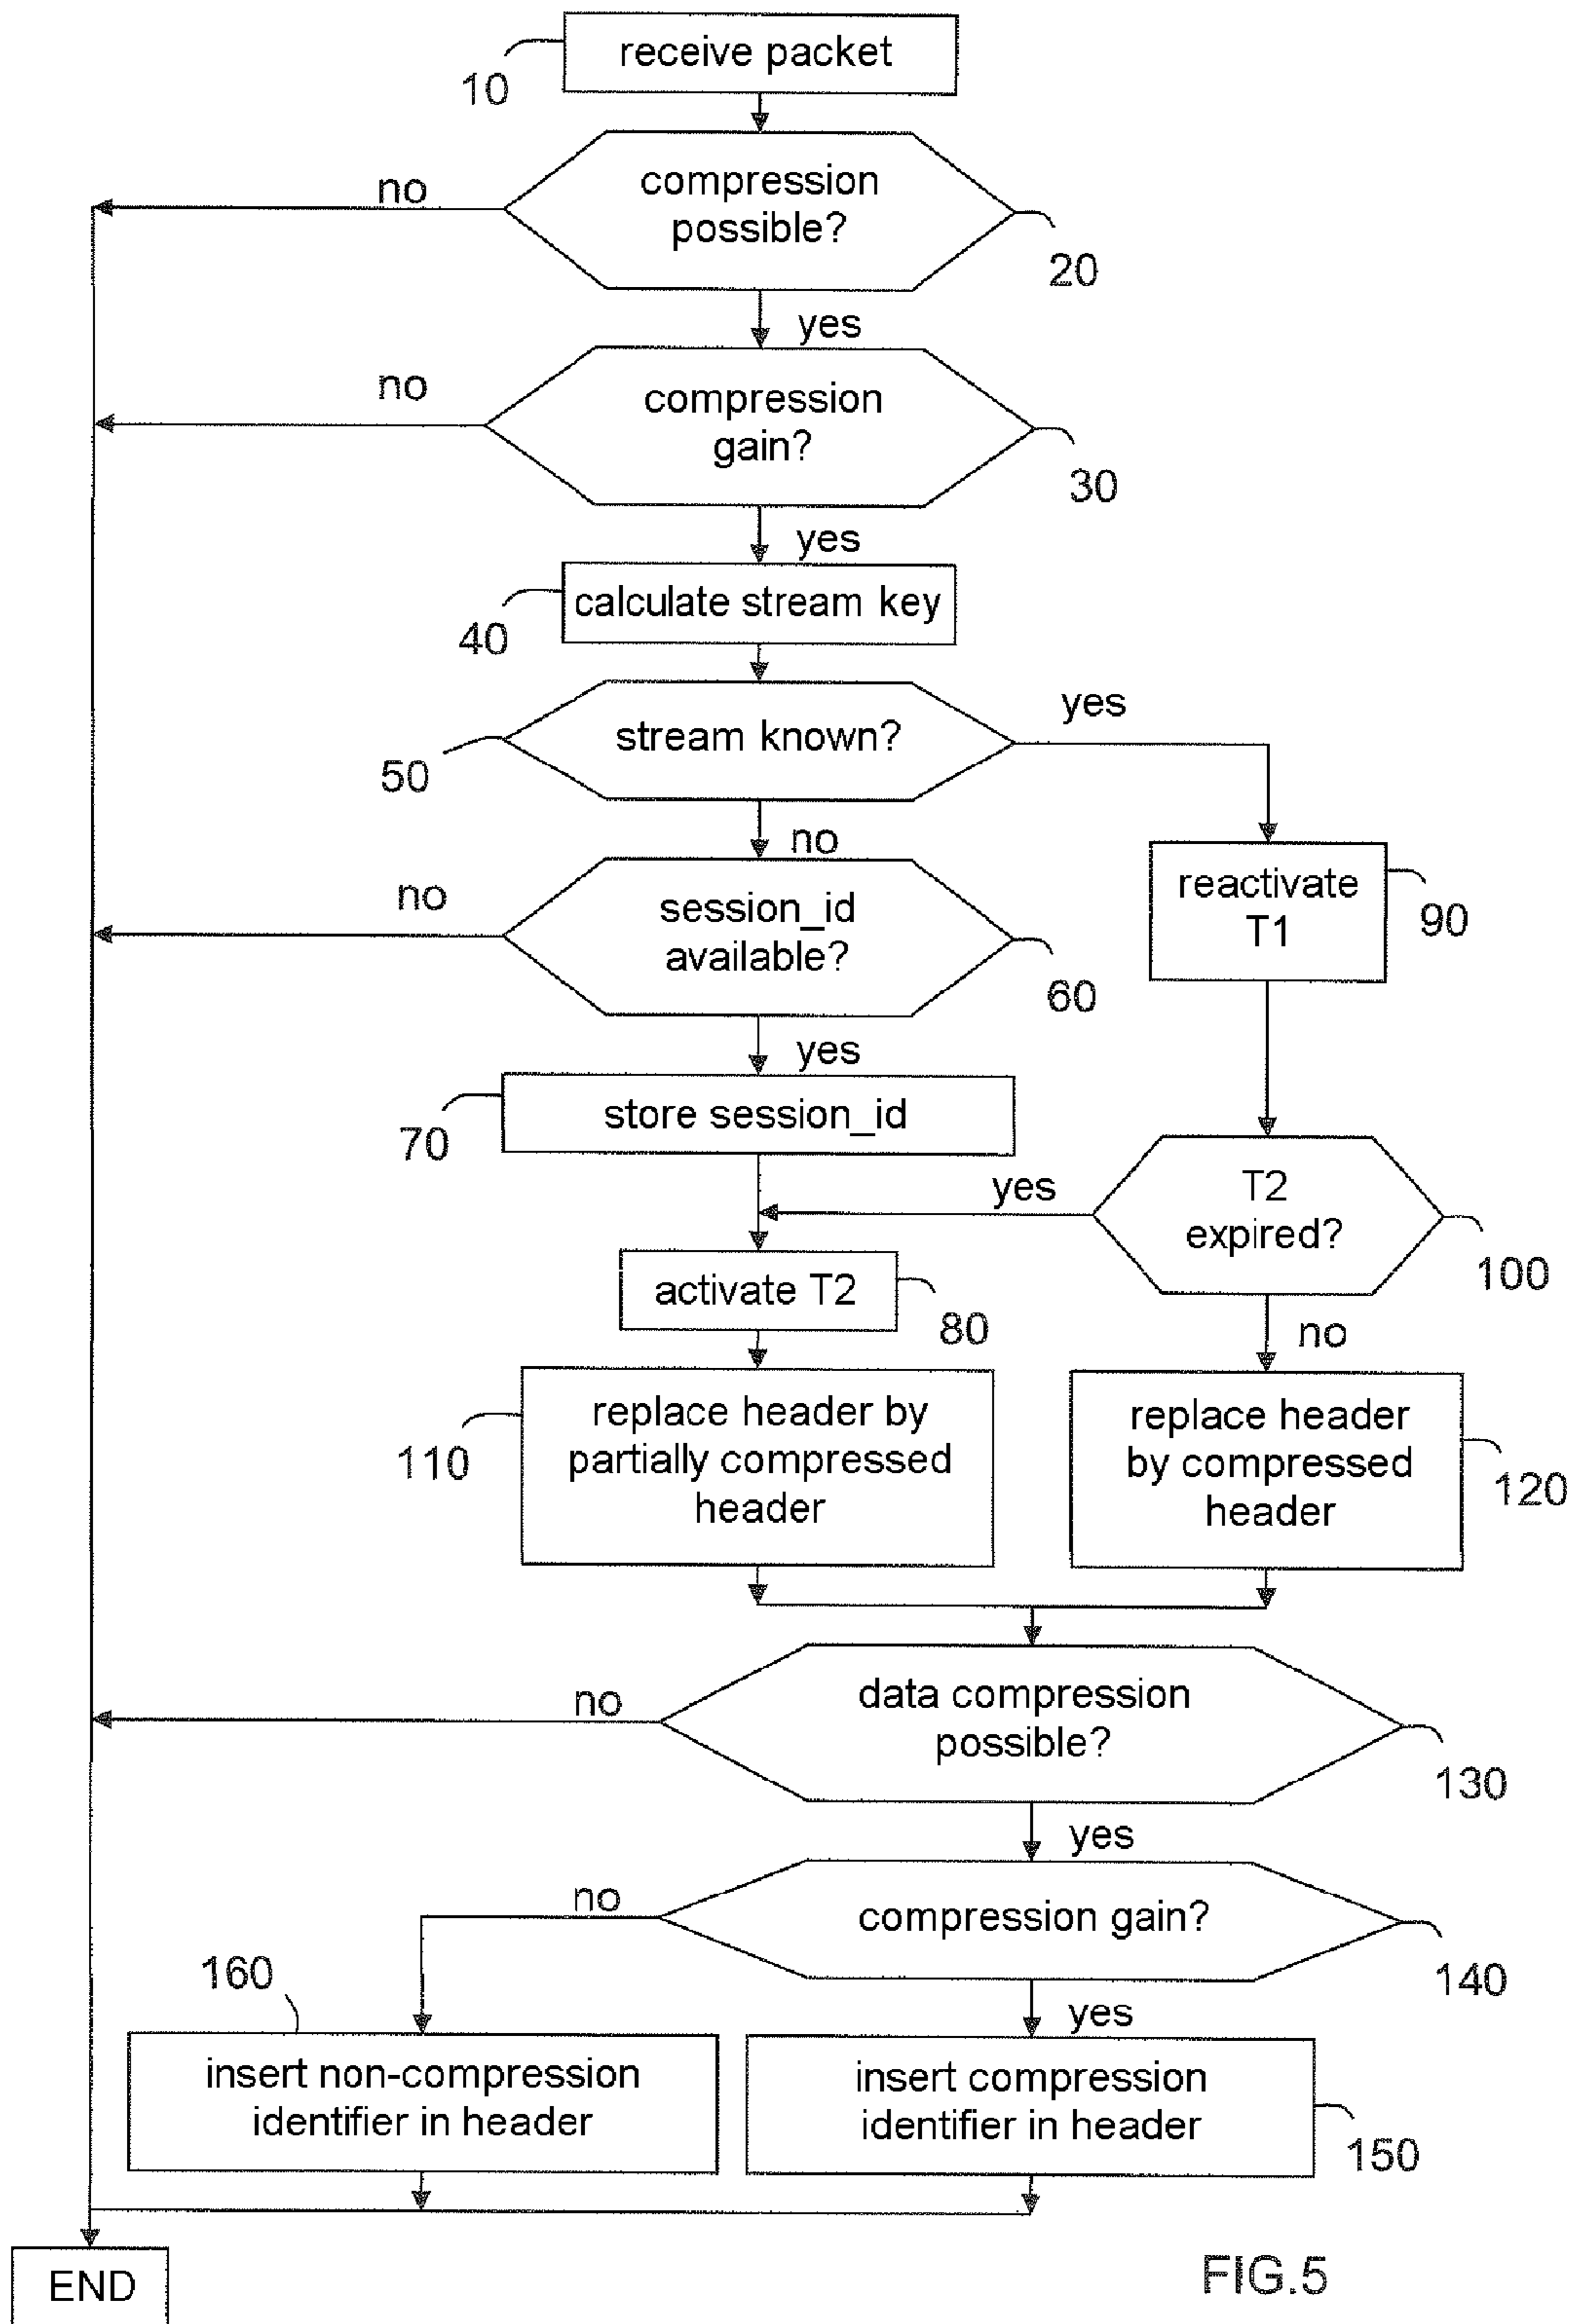 receive packet
10
compression
possible?
no
20
yes
compression
gain?
no
30
yes
calculate stream key
40
stream known?
yes
50
no
session_id
available?
no
60
reactivate
T1
90
yes
store session_id
70
T2
expired?
yes
100
activate T2
80
no
replace header by
partially compressed
header
110
replace header
by compressed
header
120
data compression
possible?
no
130
yes
compression gain?
no
140
yes
160
insert non-compression
identifier in header
insert compression
identifier in header
150
END
FIG.5